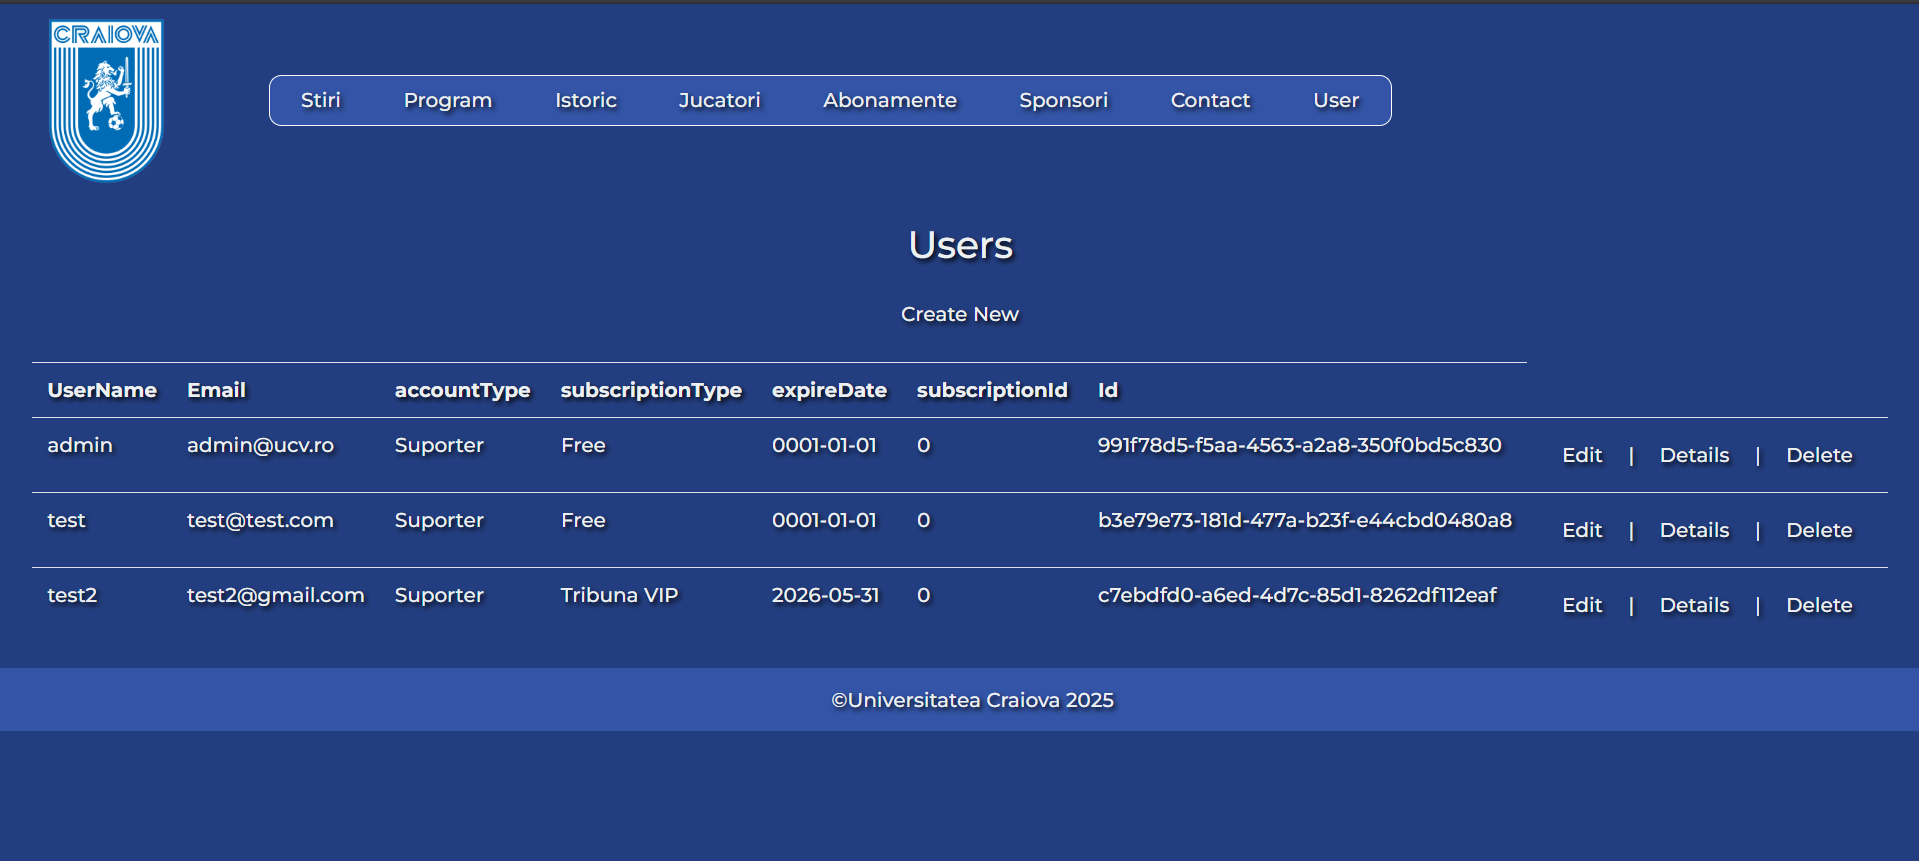 CRAIOVA
Stiri Program Istoric Jucatori Abonamente Sponsori Contact User
Users
Create New
UserName Email accountType subscriptionType expireDate subscriptionId Id
admin admin@ucv.ro Suporter Free 0001-01-01 0 991f78d5-f5aa-4563-a2a8-350f0bd5c830 Edit | Details | Delete
test test@test.com Suporter Free 0001-01-01 0 b3e79e73-181d-477a-b23f-e44cbd0480a8 Edit | Details | Delete
test2 test2@gmail.com Suporter Tribuna VIP 2026-05-31 0 c7ebdfd0-a6ed-4d7c-85d1-8262df112eaf Edit | Details | Delete
©Universitatea Craiova 2025